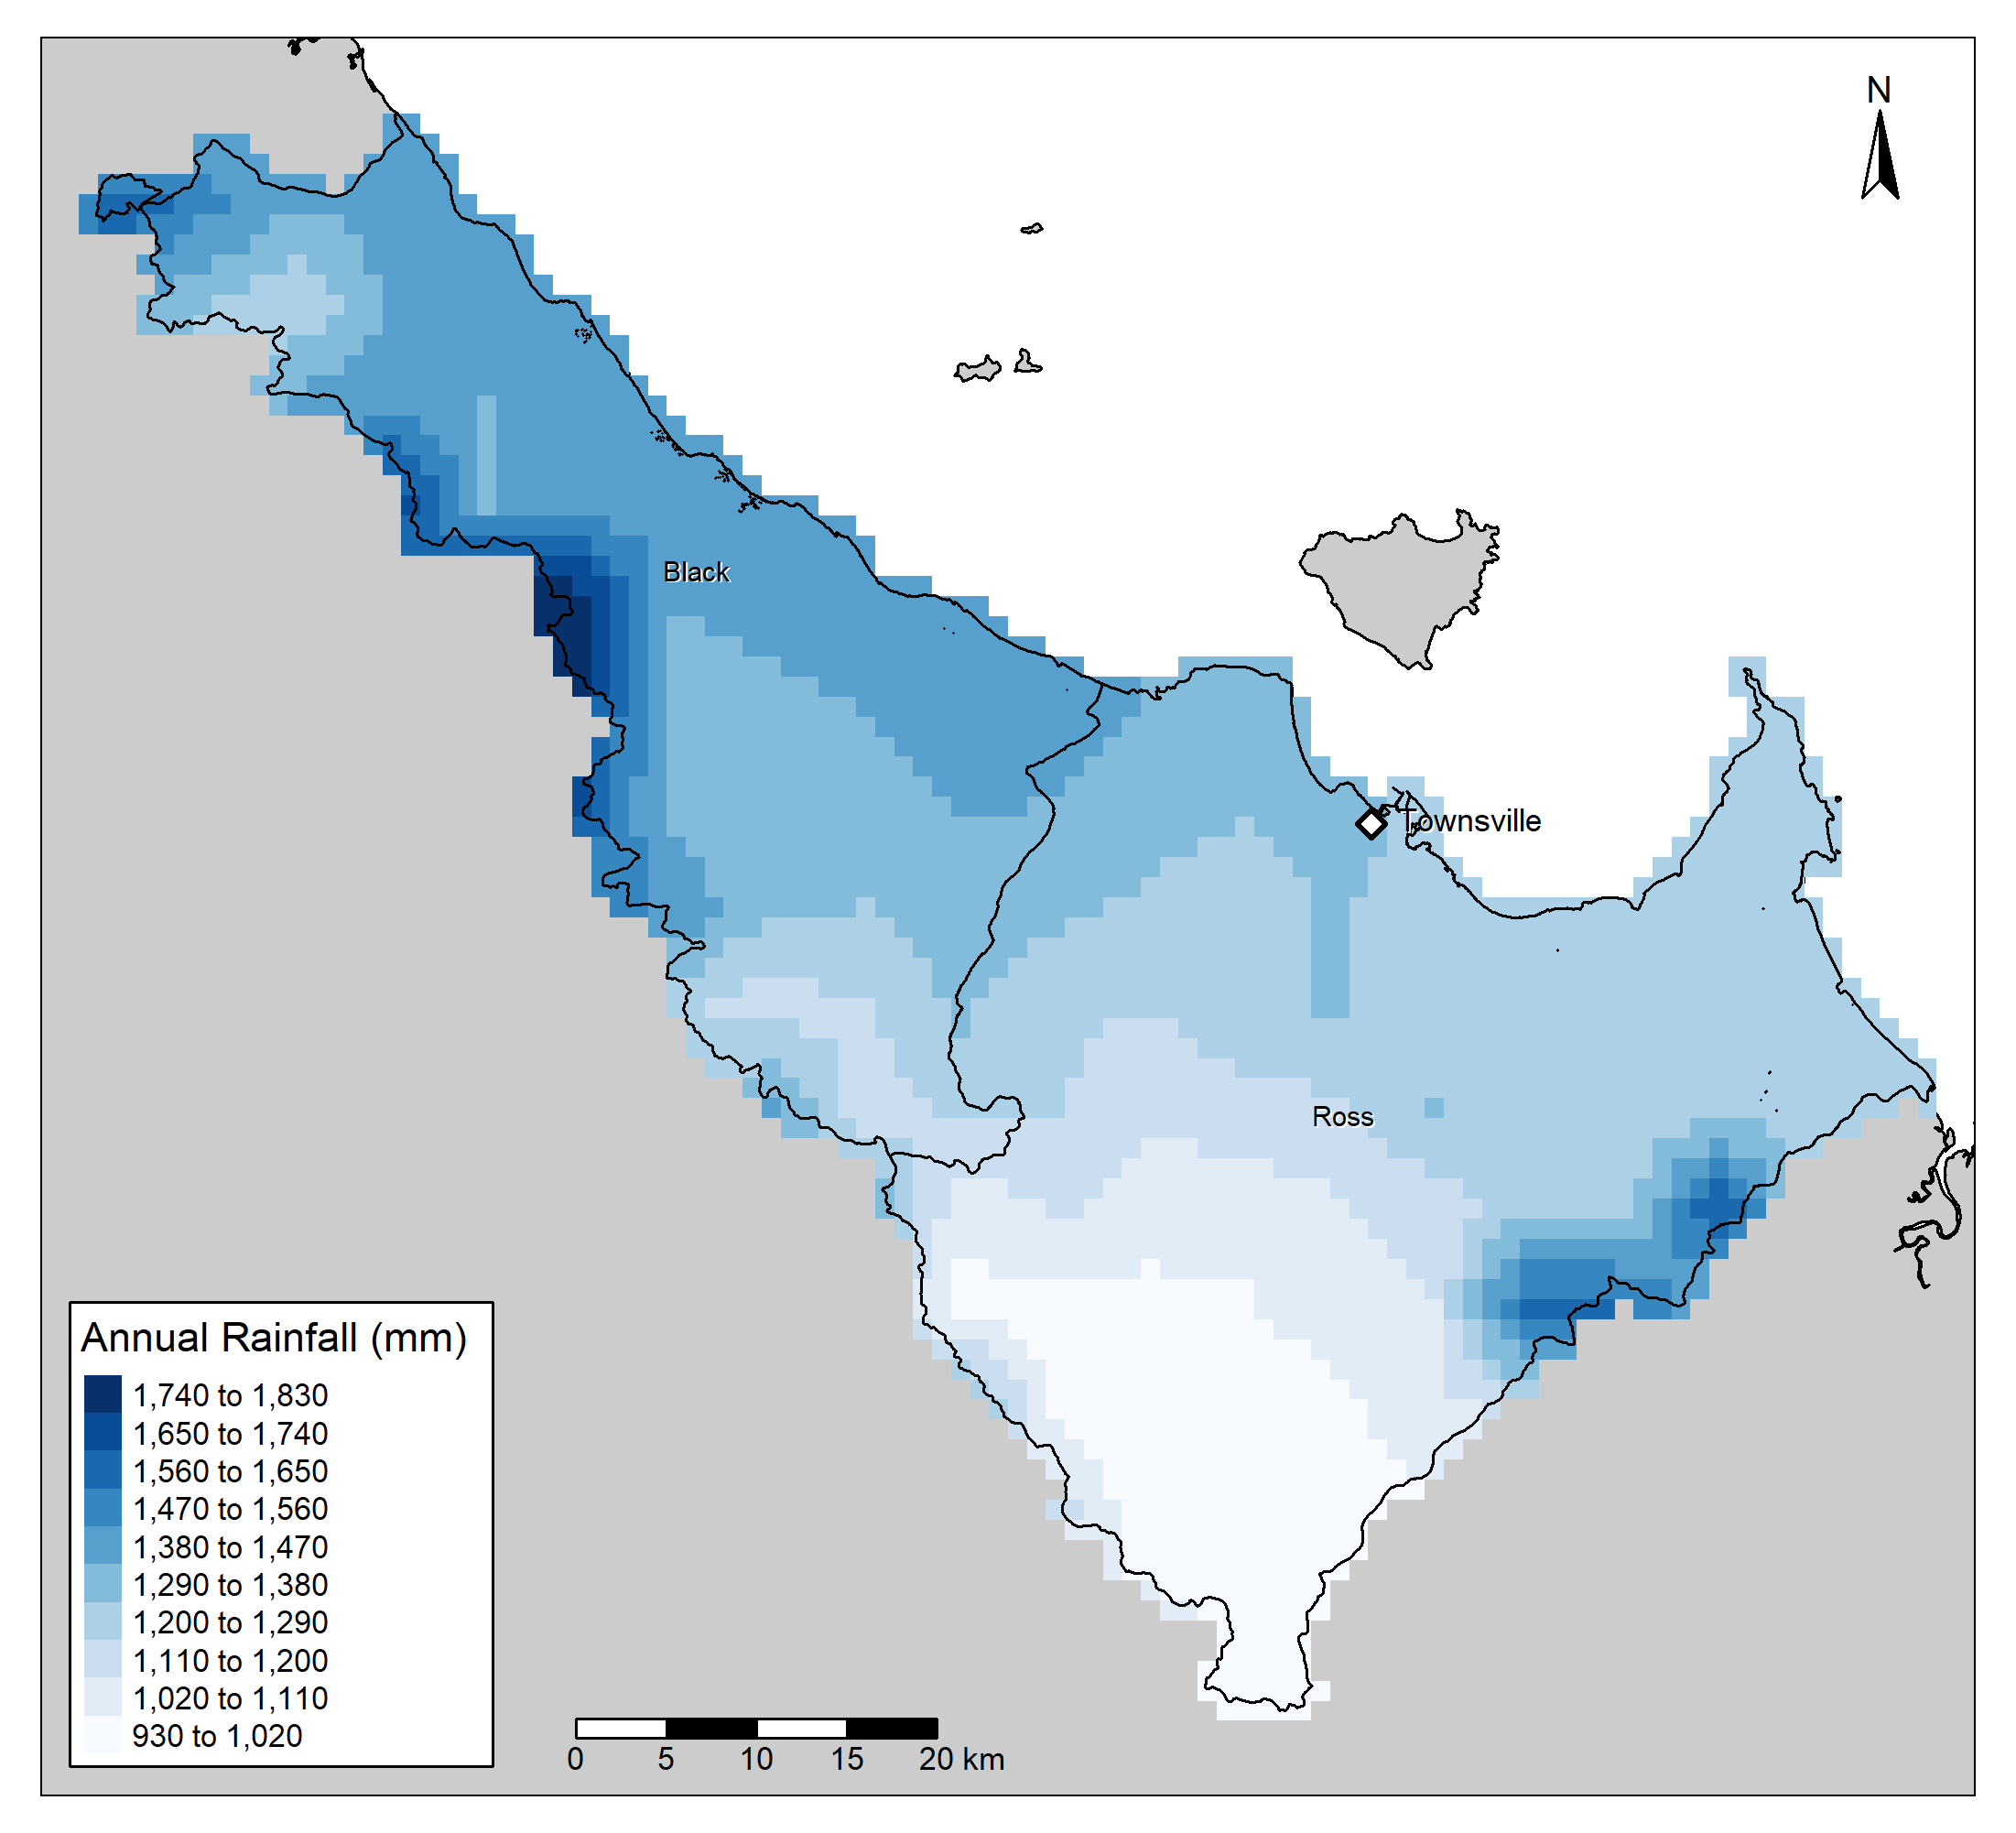 N
Black
Townsville
Ross
Annual Rainfall (mm)
1,740 to 1,830
1,650 to 1,740
1,560 to 1,650
1,470 to 1,560
1,380 to 1,470
1,290 to 1,380
1,200 to 1,290
1,110 to 1,200
1,020 to 1,110
930 to 1,020
0 5 10 15 20 km